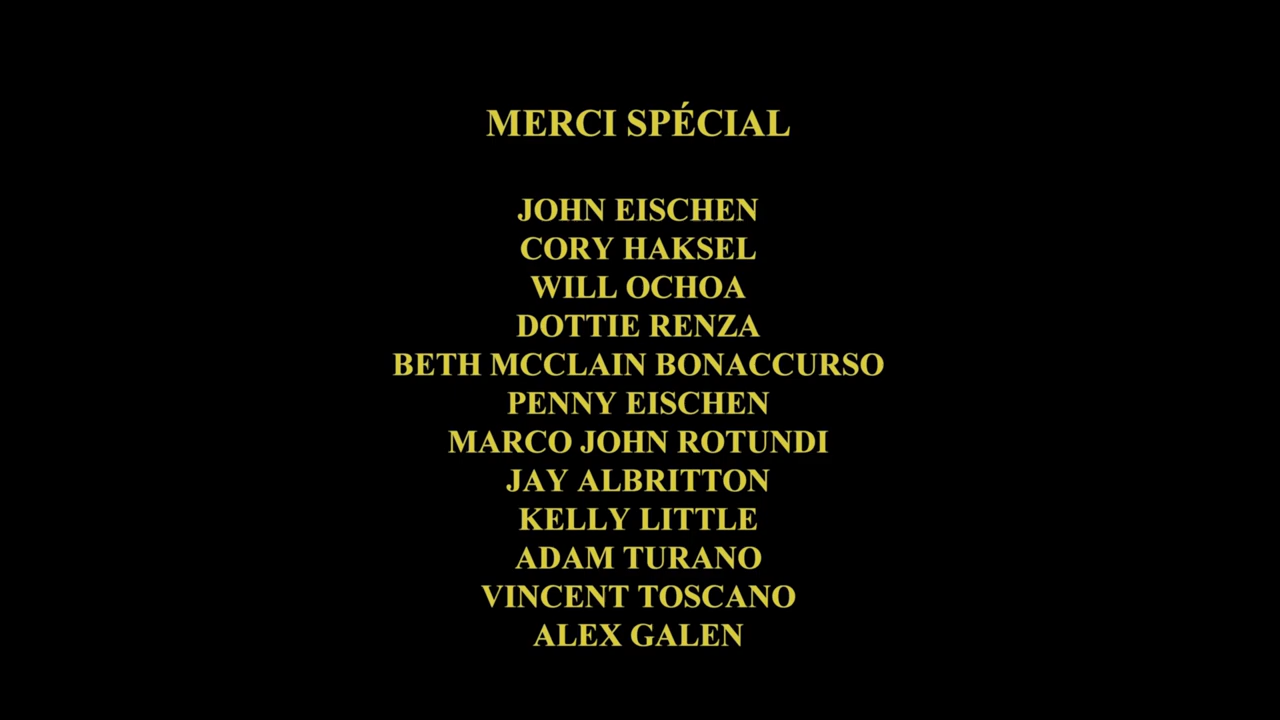 MERCI SPÉCIAL
JOHN EISCHEN
CORY HAKSEL
WILL OCHOA
DOTTIE RENZA
BETH MCCLAIN BONACCURSO
PENNY EISCHEN
MARCO JOHN ROTUNDI
JAY ALBRITTON
KELLY LITTLE
ADAM TURANO
VINCENT TOSCANO
ALEX GALEN